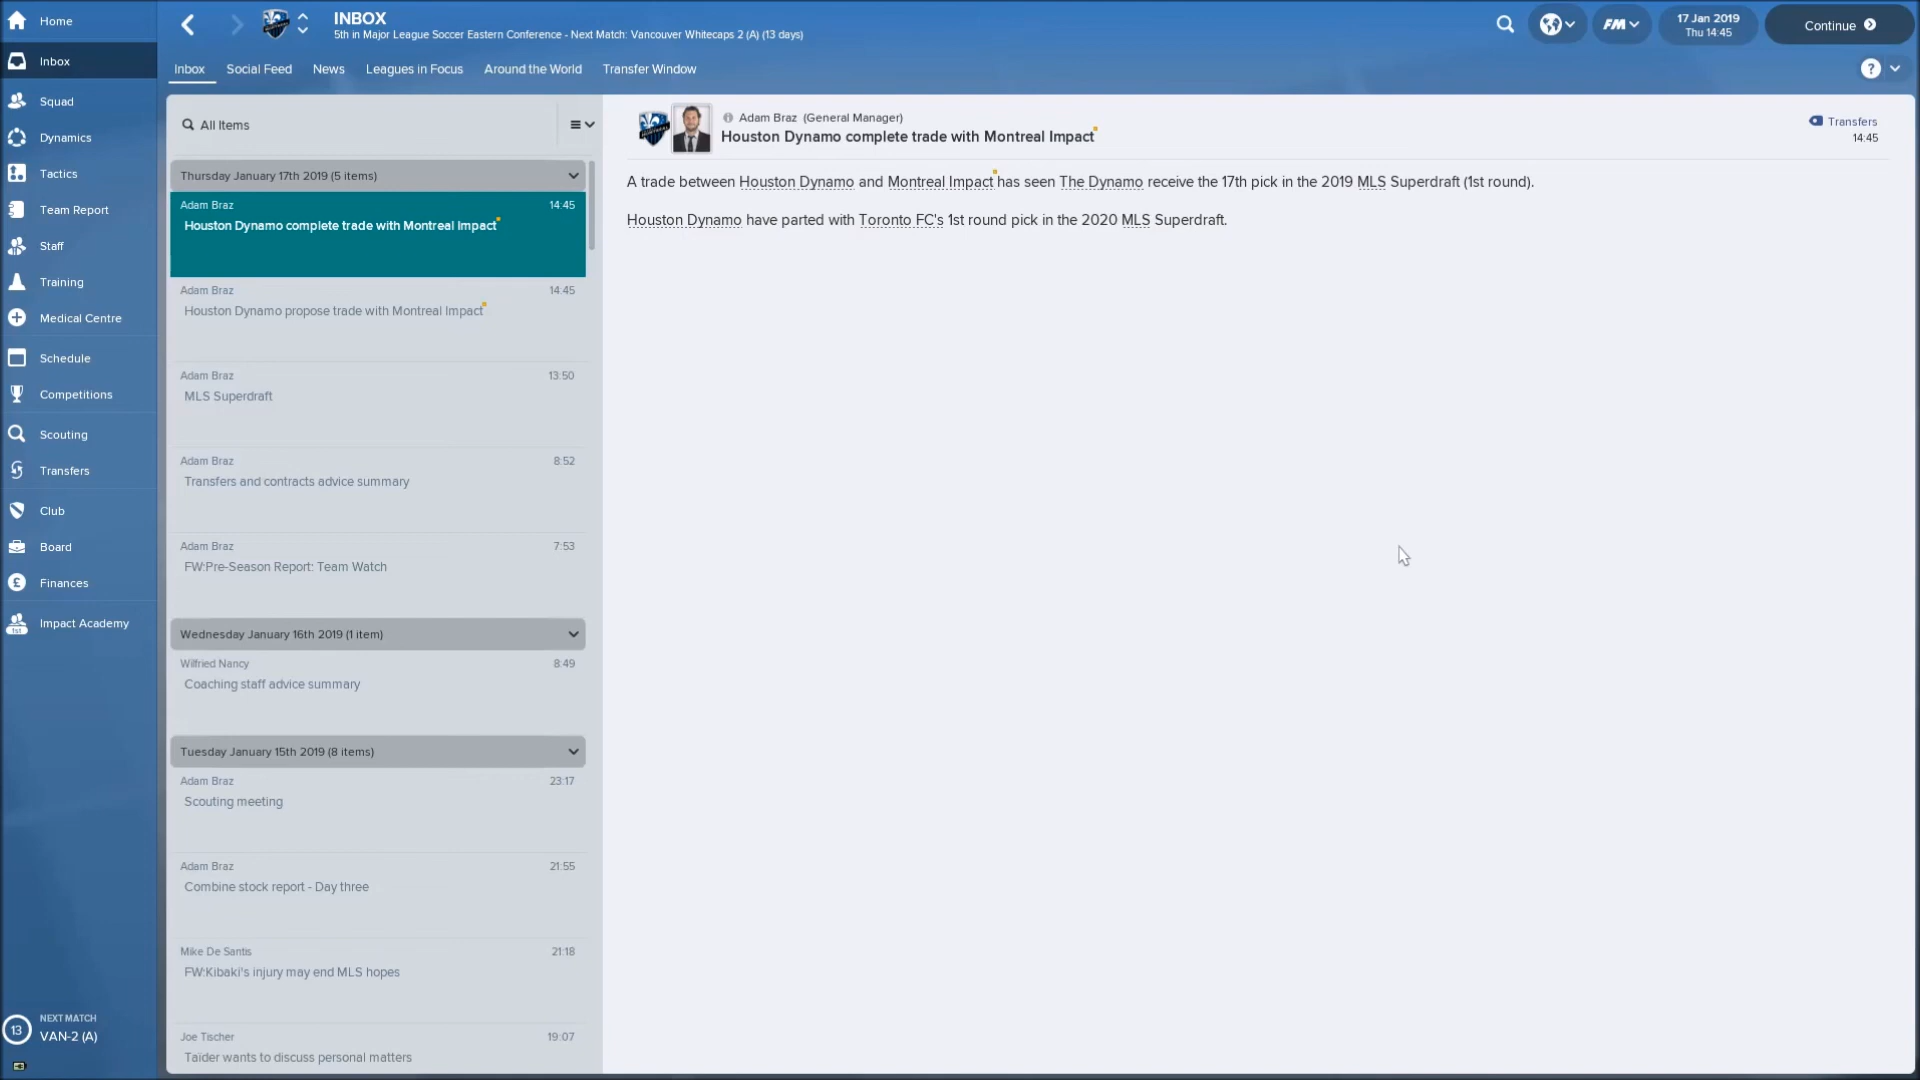 Home
Inbox
Squad
Dynamics
Tactics
Team Report
Staff
Training
Medical Centre
Schedule
Competitions
Scouting
Transfers
Club
Board
Finances
1st
Impact Academy
13
NEXT MATCH
VAN-2 (A)
INBOX
5th in Major League Soccer Eastern Conference - Next Match: Vancouver Whitecaps 2 (A) (13 days)
FM
17 Jan 2019
Thu 14:45
Continue
Inbox
Social Feed
News
Leagues in Focus
Around the World
Transfer Window
?
All Items
Thursday January 17th 2019 (5 items)
Adam Braz 14:45
Houston Dynamo complete trade with Montreal Impact
Adam Braz 14:45
Houston Dynamo propose trade with Montreal Impact
Adam Braz 13:50
MLS Superdraft
Adam Braz 8:52
Transfers and contracts advice summary
Adam Braz 7:53
FW:Pre-Season Report: Team Watch
Wednesday January 16th 2019 (1 item)
Wilfried Nancy 8:49
Coaching staff advice summary
Tuesday January 15th 2019 (8 items)
Adam Braz 23:17
Scouting meeting
Adam Braz 21:55
Combine stock report - Day three
Mike De Santis 21:18
FW:Kibaki's injury may end MLS hopes
Joe Tischer 19:07
Taïder wants to discuss personal matters
Adam Braz (General Manager)
Houston Dynamo complete trade with Montreal Impact
Transfers
14:45
A trade between Houston Dynamo and Montreal Impact has seen The Dynamo receive the 17th pick in the 2019 MLS Superdraft (1st round).
Houston Dynamo have parted with Toronto FC's 1st round pick in the 2020 MLS Superdraft.